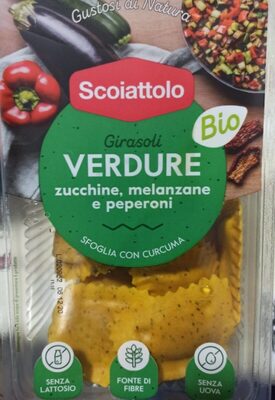 Gustosi di Natura
Scoiattolo
Bio
Girasoli
VERDURE
zucchine, melanzane
e peperoni
SFOGLIA CON CURCUMA
SENZA
LATTOSIO
FONTE DI
FIBRE
SENZA
UOVA